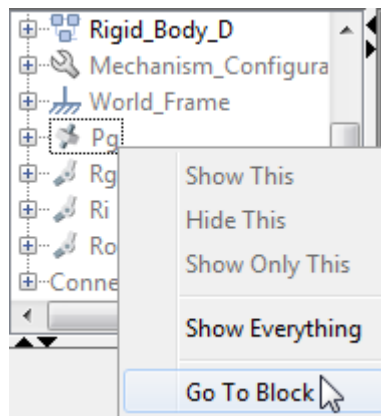 Rigid_Body_D
Mechanism_Configura
World_Frame
Pg
Rg
Ri
Ro
Conne
Show This
Hide This
Show Only This
Show Everything
Go To Block